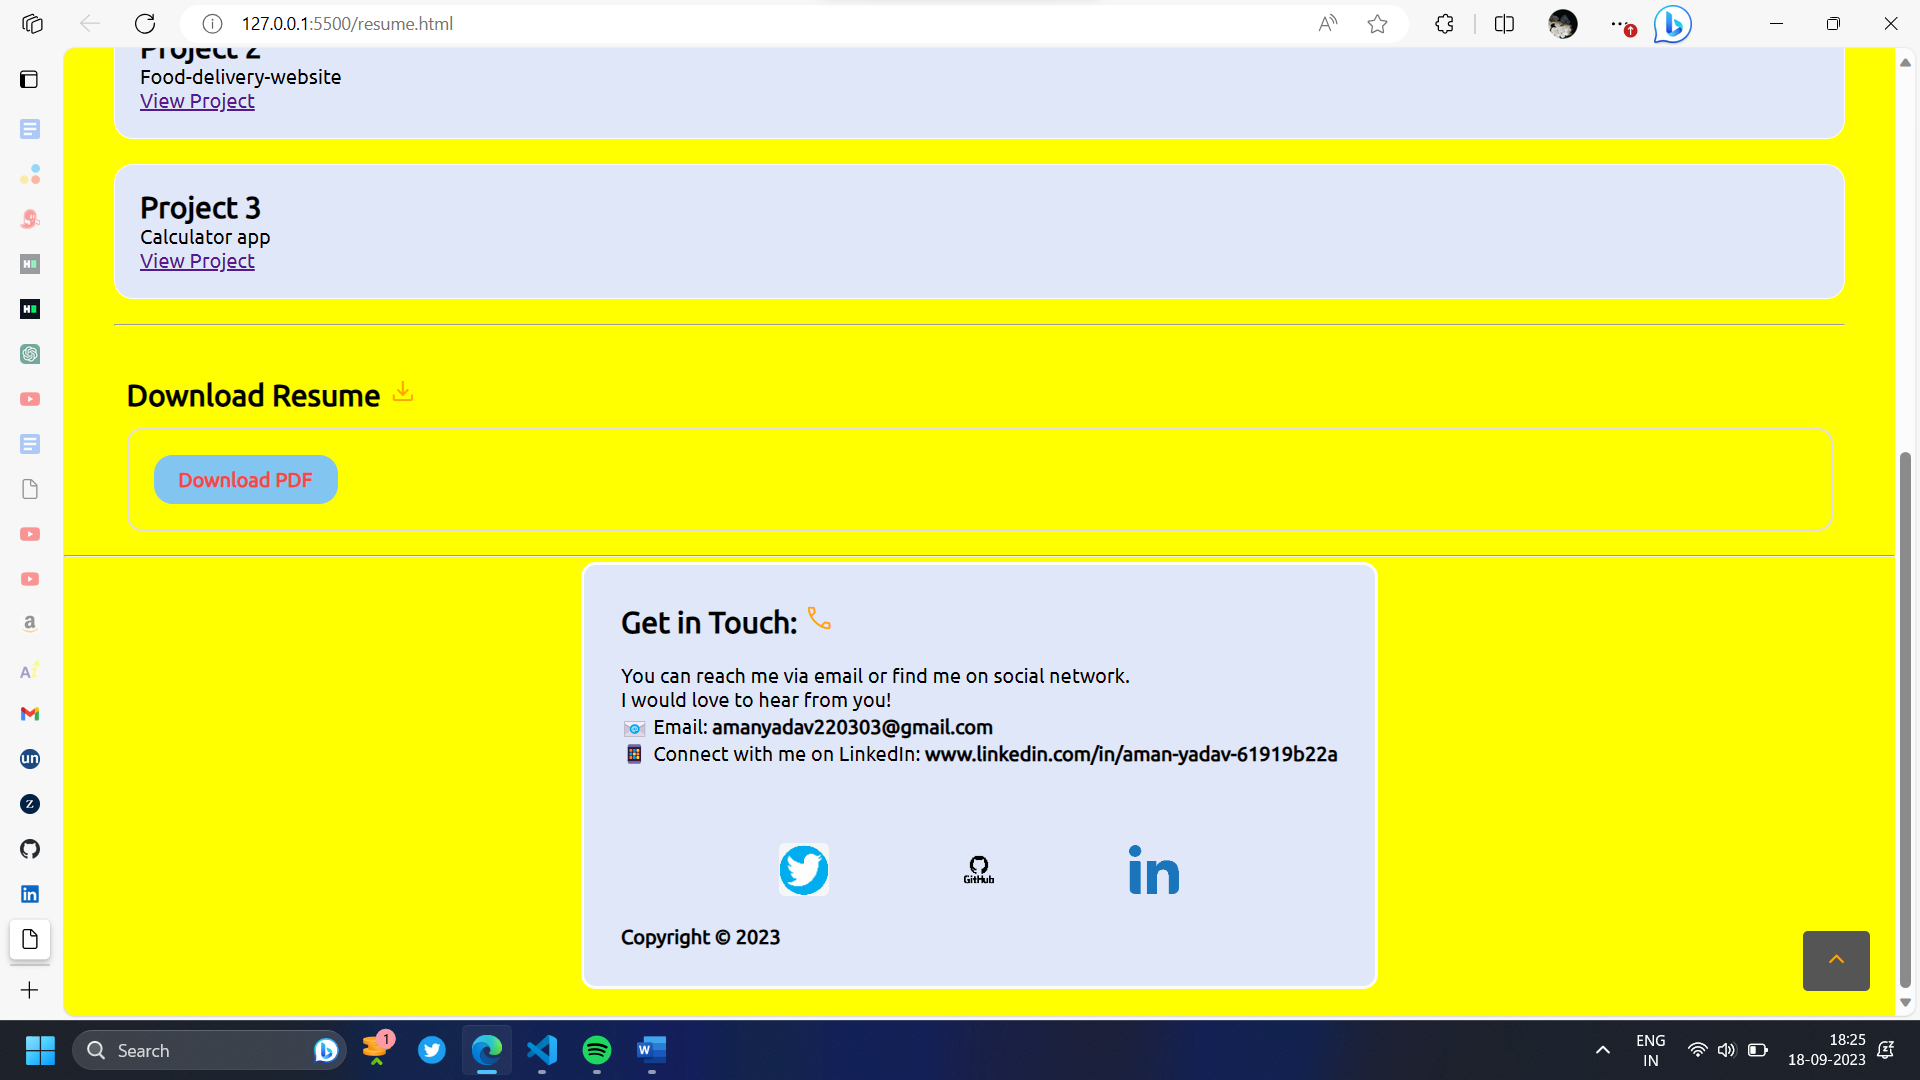 127.0.0.1:5500/resume.html
Project 2
Food-delivery-website
View Project
Project 3
Calculator app
View Project
Download Resume
Download PDF
Get in Touch:
You can reach me via email or find me on social network.
I would love to hear from you!
Email: amanyadav220303@gmail.com
Connect with me on LinkedIn: www.linkedin.com/in/aman-yadav-61919b22a
GitHub
in
Copyright © 2023
Search
1
ENG
IN
18:25
18-09-2023